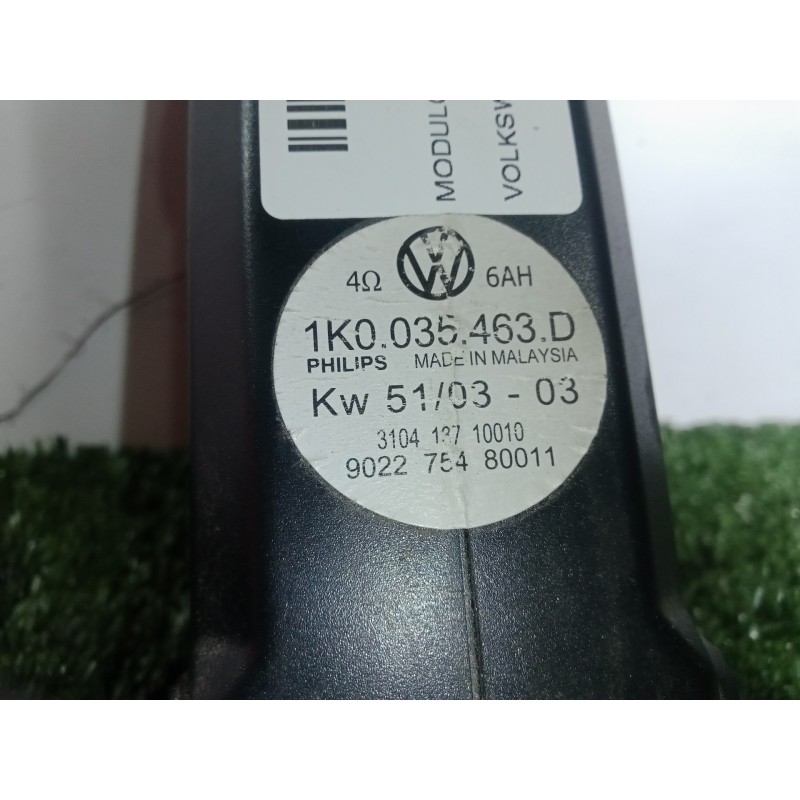 MODULO
VOLKSW
4Ω 6AH
1K0.035.463.D
PHILIPS MADE IN MALAYSIA
Kw 51/03 - 03
3104 137 10010
9022 754 80011